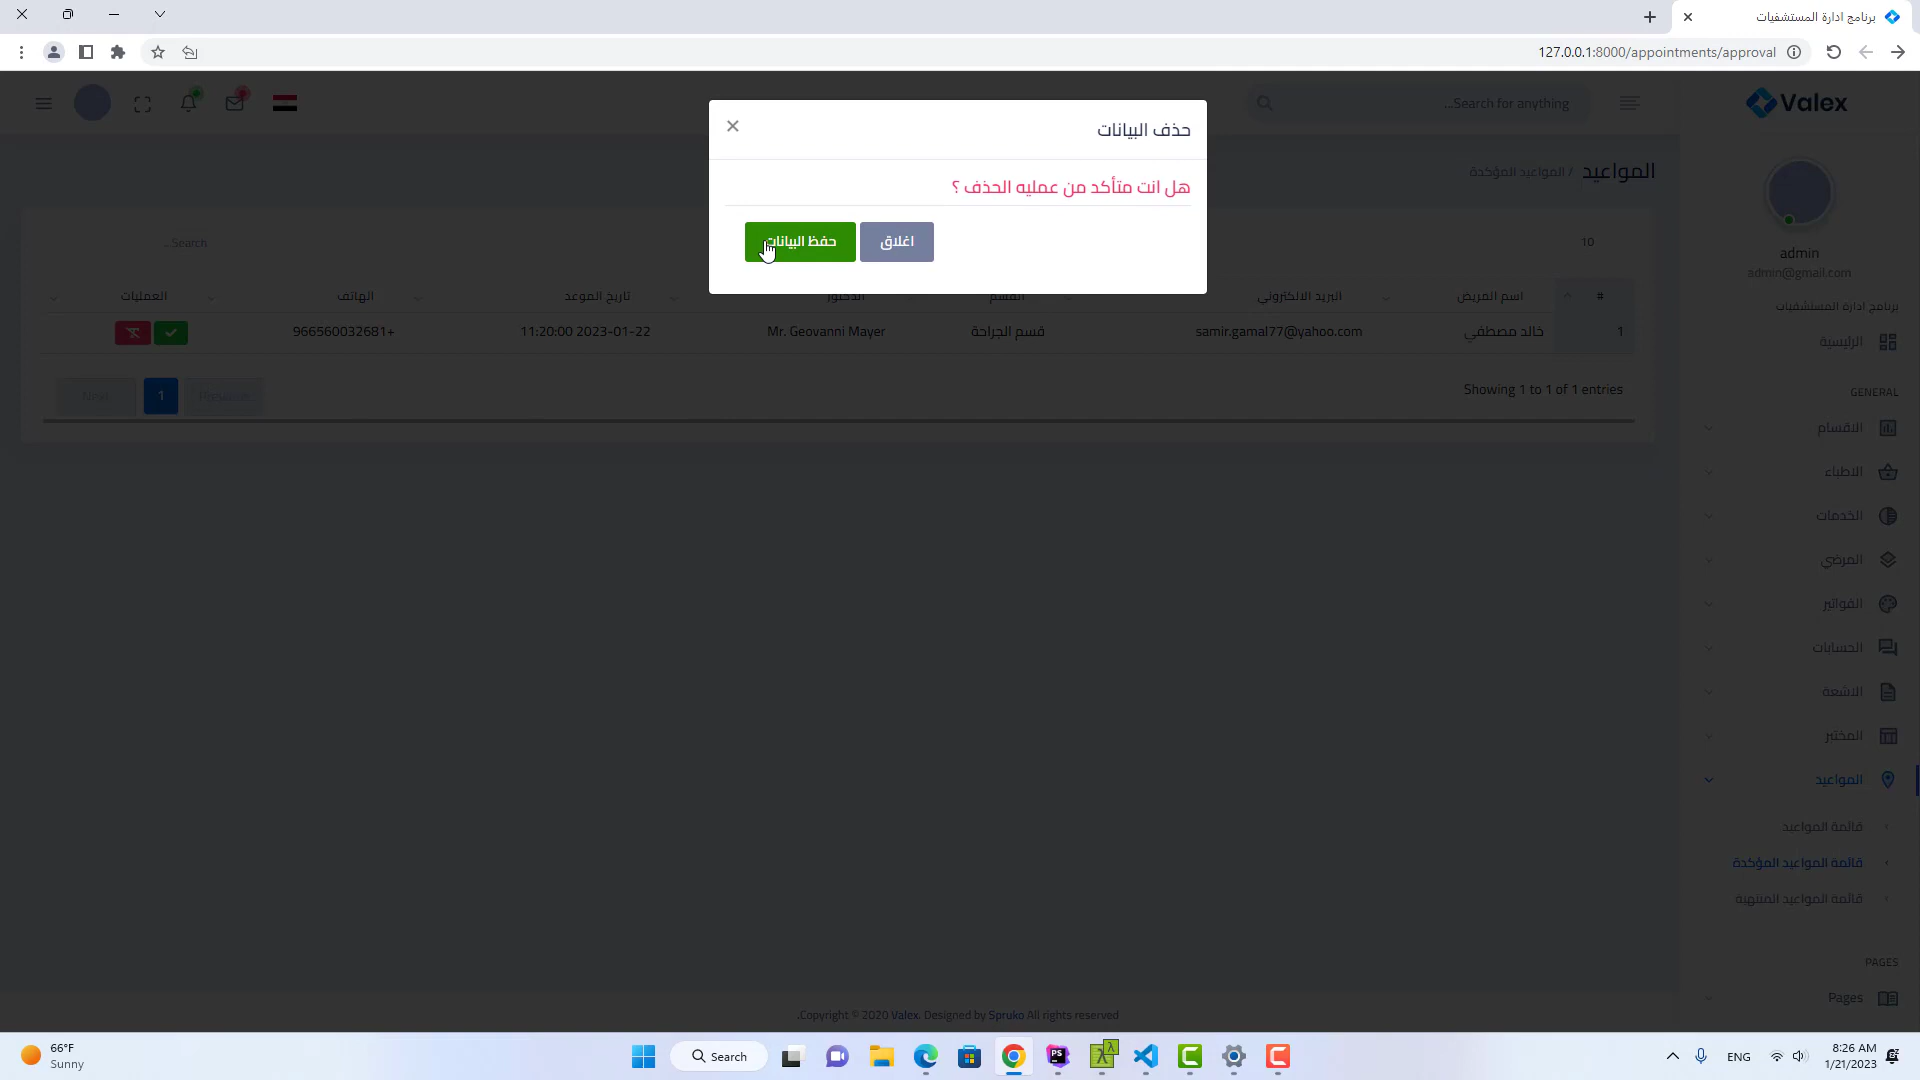 برنامج ادارة المستشفيات
127.0.0.1:8000/appointments/approval
Valex
Search for anything...
حذف البيانات
هل انت متأكد من عمليه الحذف ؟
اغلاق
حفظ البيانات
المواعيد / المواعيد المؤكدة
10
Search...
# اسم المريض البريد الالكتروني القسم الدكتور تاريخ الموعد الهاتف العمليات
1 خالد مصطفي samir.gamal77@yahoo.com قسم الجراحة Mr. Geovanni Mayer 2023-01-22 11:20:00 +966560032681
Showing 1 to 1 of 1 entries
Previous 1 Next
admin
admin@gmail.com
برنامج ادارة المستشفيات
الرئيسية
GENERAL
الاقسام
الاطباء
الخدمات
المرضي
الفواتير
الحسابات
الاشعة
المختبر
المواعيد
قائمة المواعيد
قائمة المواعيد المؤكدة
قائمة المواعيد المنتهية
PAGES
Pages
Copyright © 2020 Valex. Designed by Spruko All rights reserved.
66°F
Sunny
Search
ENG
8:26 AM
1/21/2023